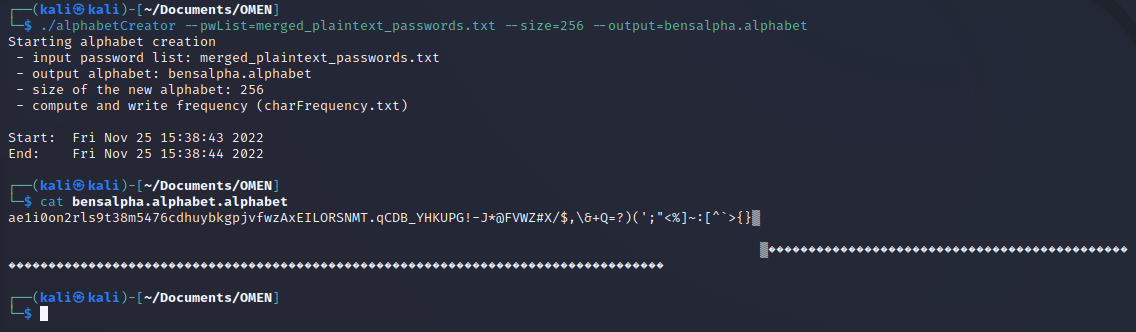 ┌──(kali㉿kali)-[~/Documents/OMEN]
└─$ ./alphabetCreator --pwList=merged_plaintext_passwords.txt --size=256 --output=bensalpha.alphabet
Starting alphabet creation
 - input password list: merged_plaintext_passwords.txt
 - output alphabet: bensalpha.alphabet
 - size of the new alphabet: 256
 - compute and write frequency (charFrequency.txt)
Start:  Fri Nov 25 15:38:43 2022
End:    Fri Nov 25 15:38:44 2022
┌──(kali㉿kali)-[~/Documents/OMEN]
└─$ cat bensalpha.alphabet.alphabet
ae1i0on2rls9t38m5476cdhuybkgpjvfwzAxEILORSNMT.qCDB_YHKUPG!-J*@FVWZ#X/$,\&+Q=?)(';"<%]~:[^`>{}
┌──(kali㉿kali)-[~/Documents/OMEN]
└─$